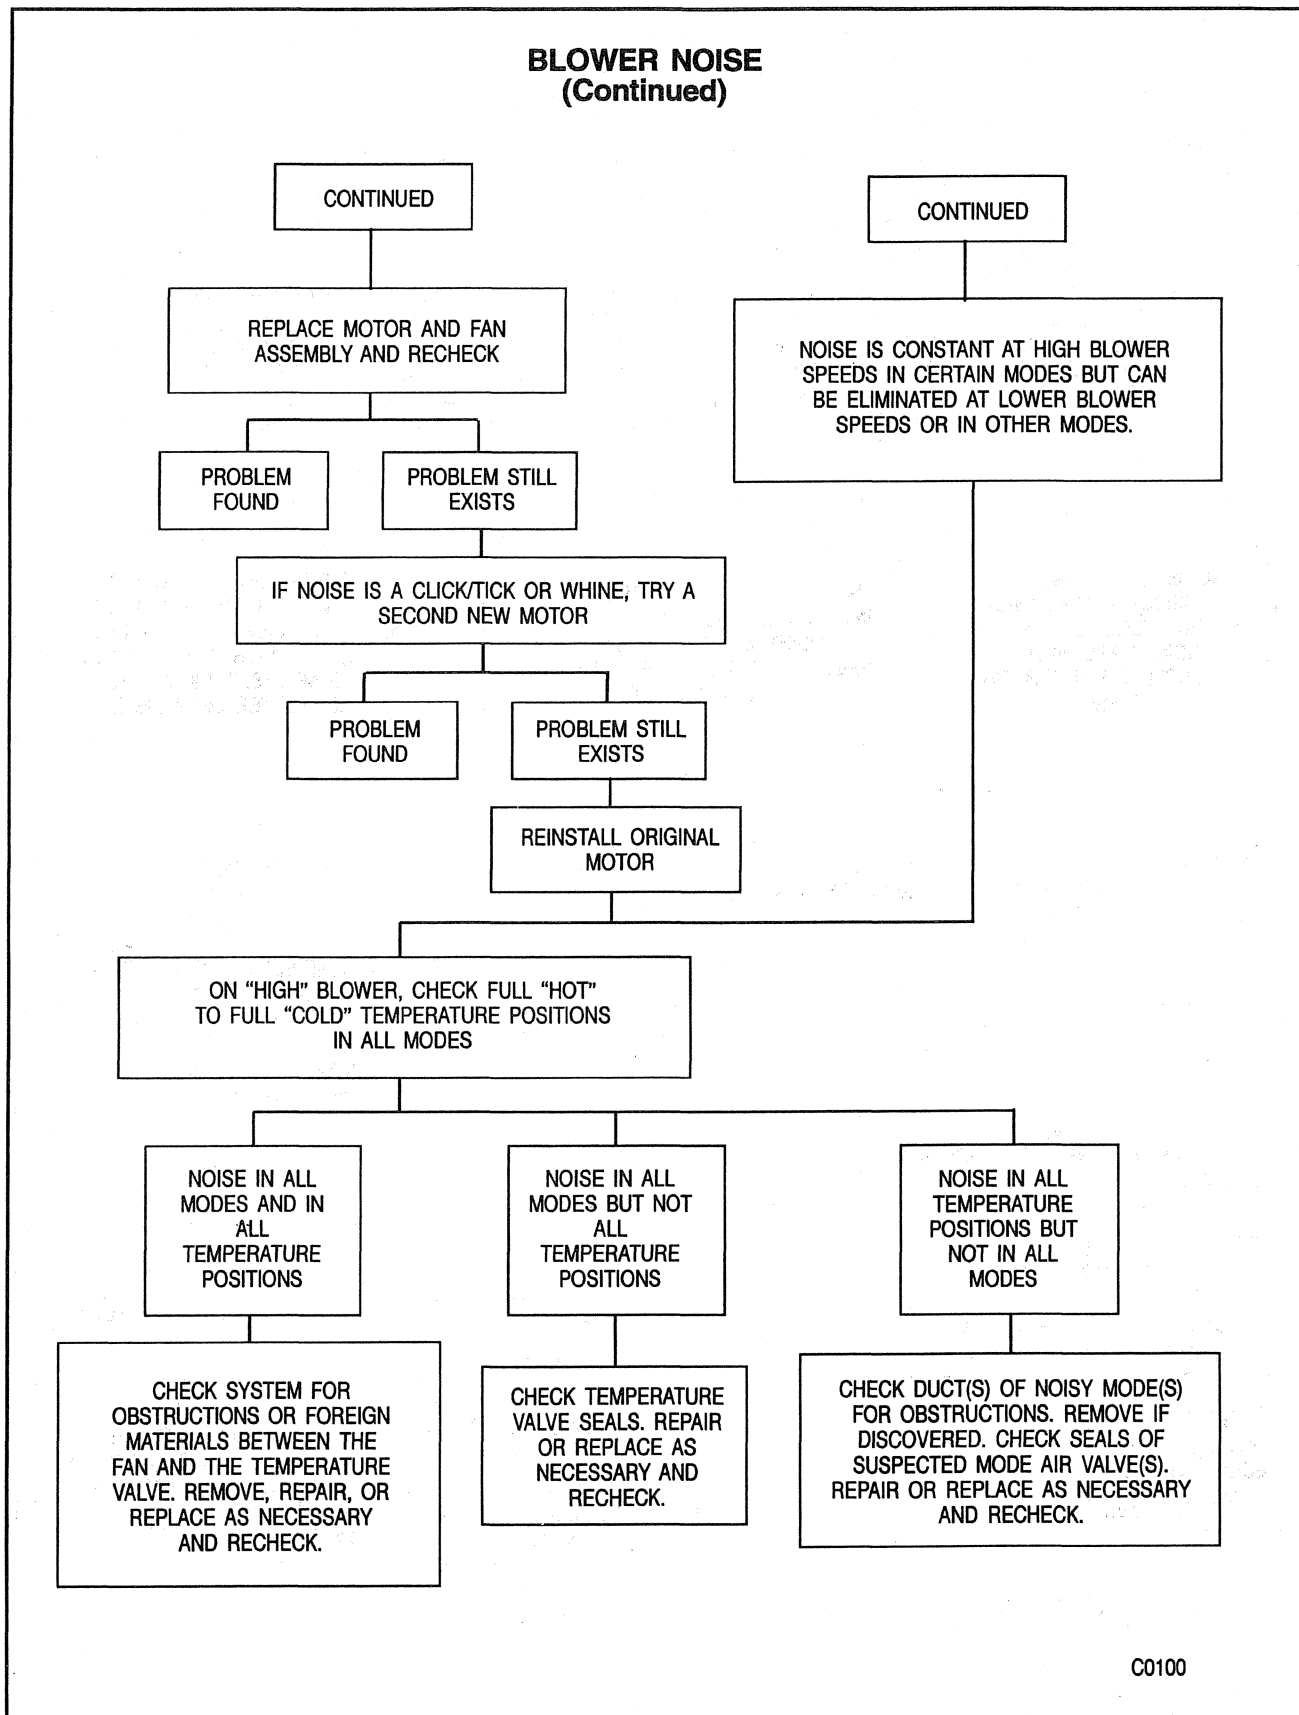 BLOWER NOISE
(Continued)
CONTINUED
REPLACE MOTOR AND FAN
ASSEMBLY AND RECHECK
PROBLEM
FOUND
PROBLEM STILL
EXISTS
IF NOISE IS A CLICK/TICK OR WHINE, TRY A
SECOND NEW MOTOR
PROBLEM
FOUND
PROBLEM STILL
EXISTS
REINSTALL ORIGINAL
MOTOR
CONTINUED
NOISE IS CONSTANT AT HIGH BLOWER
SPEEDS IN CERTAIN MODES BUT CAN
BE ELIMINATED AT LOWER BLOWER
SPEEDS OR IN OTHER MODES.
ON “HIGH” BLOWER, CHECK FULL “HOT”
TO FULL “COLD” TEMPERATURE POSITIONS
IN ALL MODES
NOISE IN ALL
MODES AND IN
ALL
TEMPERATURE
POSITIONS
CHECK SYSTEM FOR
OBSTRUCTIONS OR FOREIGN
MATERIALS BETWEEN THE
FAN AND THE TEMPERATURE
VALVE. REMOVE, REPAIR, OR
REPLACE AS NECESSARY
AND RECHECK.
NOISE IN ALL
MODES BUT NOT
ALL
TEMPERATURE
POSITIONS
CHECK TEMPERATURE
VALVE SEALS. REPAIR
OR REPLACE AS
NECESSARY AND
RECHECK.
NOISE IN ALL
TEMPERATURE
POSITIONS BUT
NOT IN ALL
MODES
CHECK DUCT(S) OF NOISY MODE(S)
FOR OBSTRUCTIONS. REMOVE IF
DISCOVERED. CHECK SEALS OF
SUSPECTED MODE AIR VALVE(S).
REPAIR OR REPLACE AS NECESSARY
AND RECHECK.
C0100